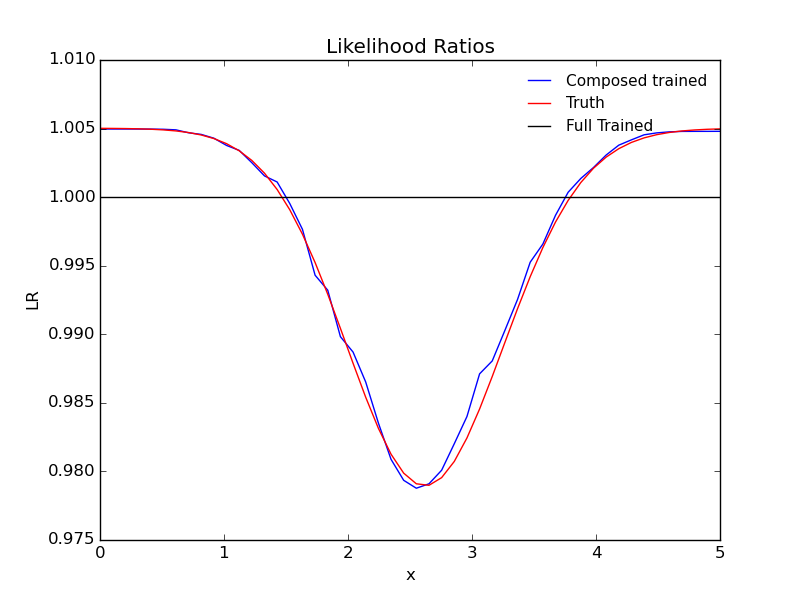 Likelihood Ratios
1.010
1.005
1.000
0.995
0.990
0.985
0.980
0.975
LR
Composed trained
Truth
Full Trained
0 1 2 3 4 5
x